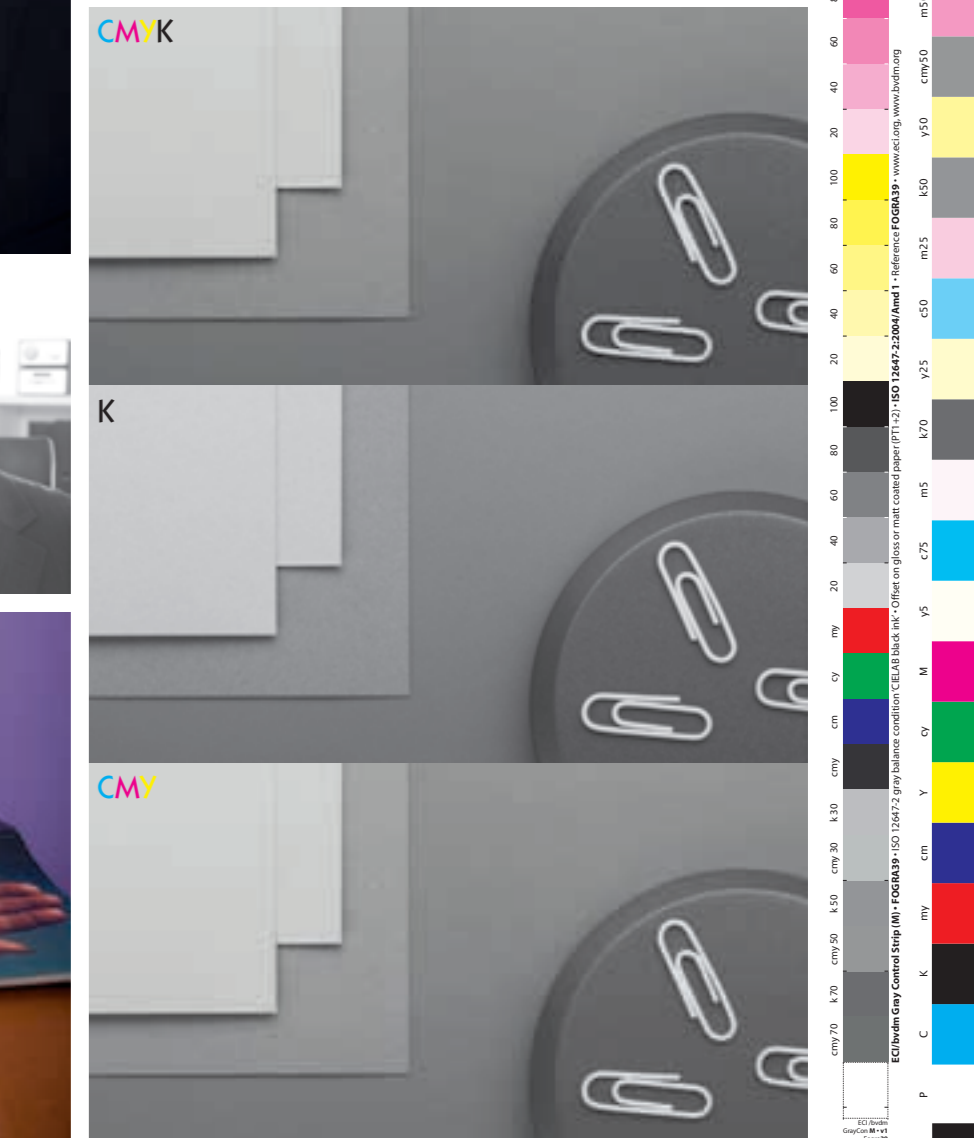 CMYK
K
CMY
60
40
20
100
80
60
40
20
100
80
60
40
20
my
cy
cm
cmy
k 30
cmy 30
k 50
cmy 50
k 70
cmy 70
ECI/bvdm Gray Control Strip (M) • FOGRA39 • ISO 12647-2 gray balance condition 'CIELAB black ink' • Offset on gloss or matt coated paper (PT1+2) • ISO 12647-2:2004/Amd 1 • Reference FOGRA39 • www.eci.org, www.bvdm.org
ECI /bvdm
GrayCon M • v1
cmy50
y50
k50
m25
c50
y25
k70
m5
c75
y5
M
cy
Y
cm
my
K
C
P